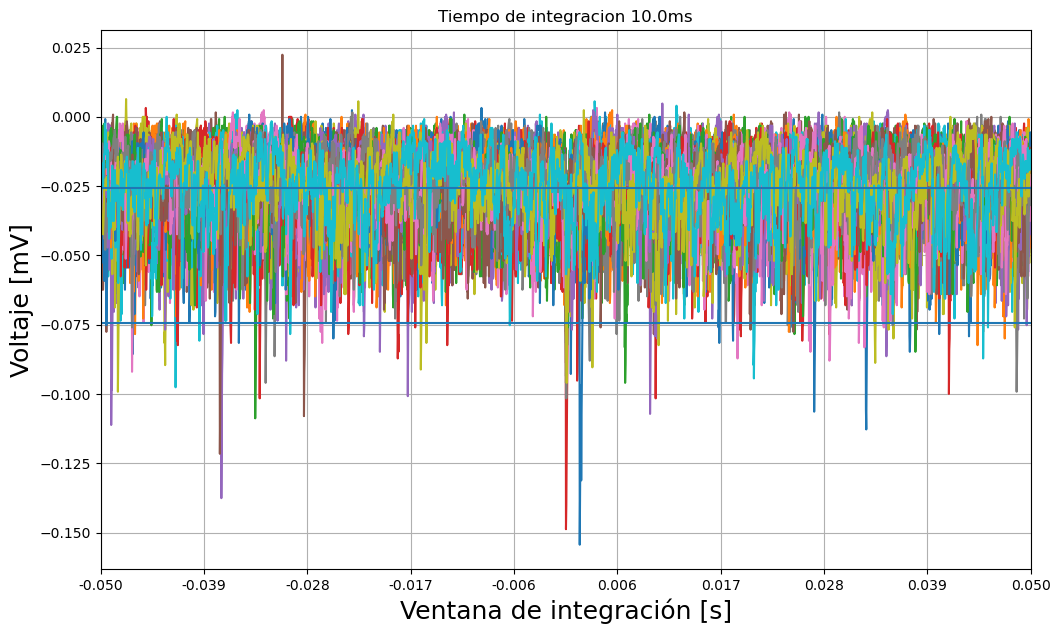 Tiempo de integracion 10.0ms
Voltaje [mV]
0.025
0.000
−0.025
−0.050
−0.075
−0.100
−0.125
−0.150
-0.050 -0.039 -0.028 -0.017 -0.006 0.006 0.017 0.028 0.039 0.050
Ventana de integración [s]